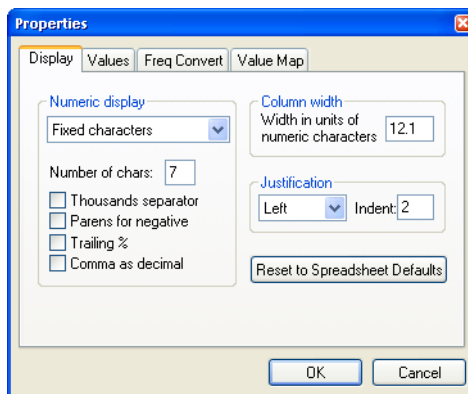 Properties
Display Values Freq Convert Value Map
Numeric display
Fixed characters
Number of chars: 7
Thousands separator
Parens for negative
Trailing %
Comma as decimal
Column width
Width in units of
numeric characters 12.1
Justification
Left Indent: 2
Reset to Spreadsheet Defaults
OK Cancel